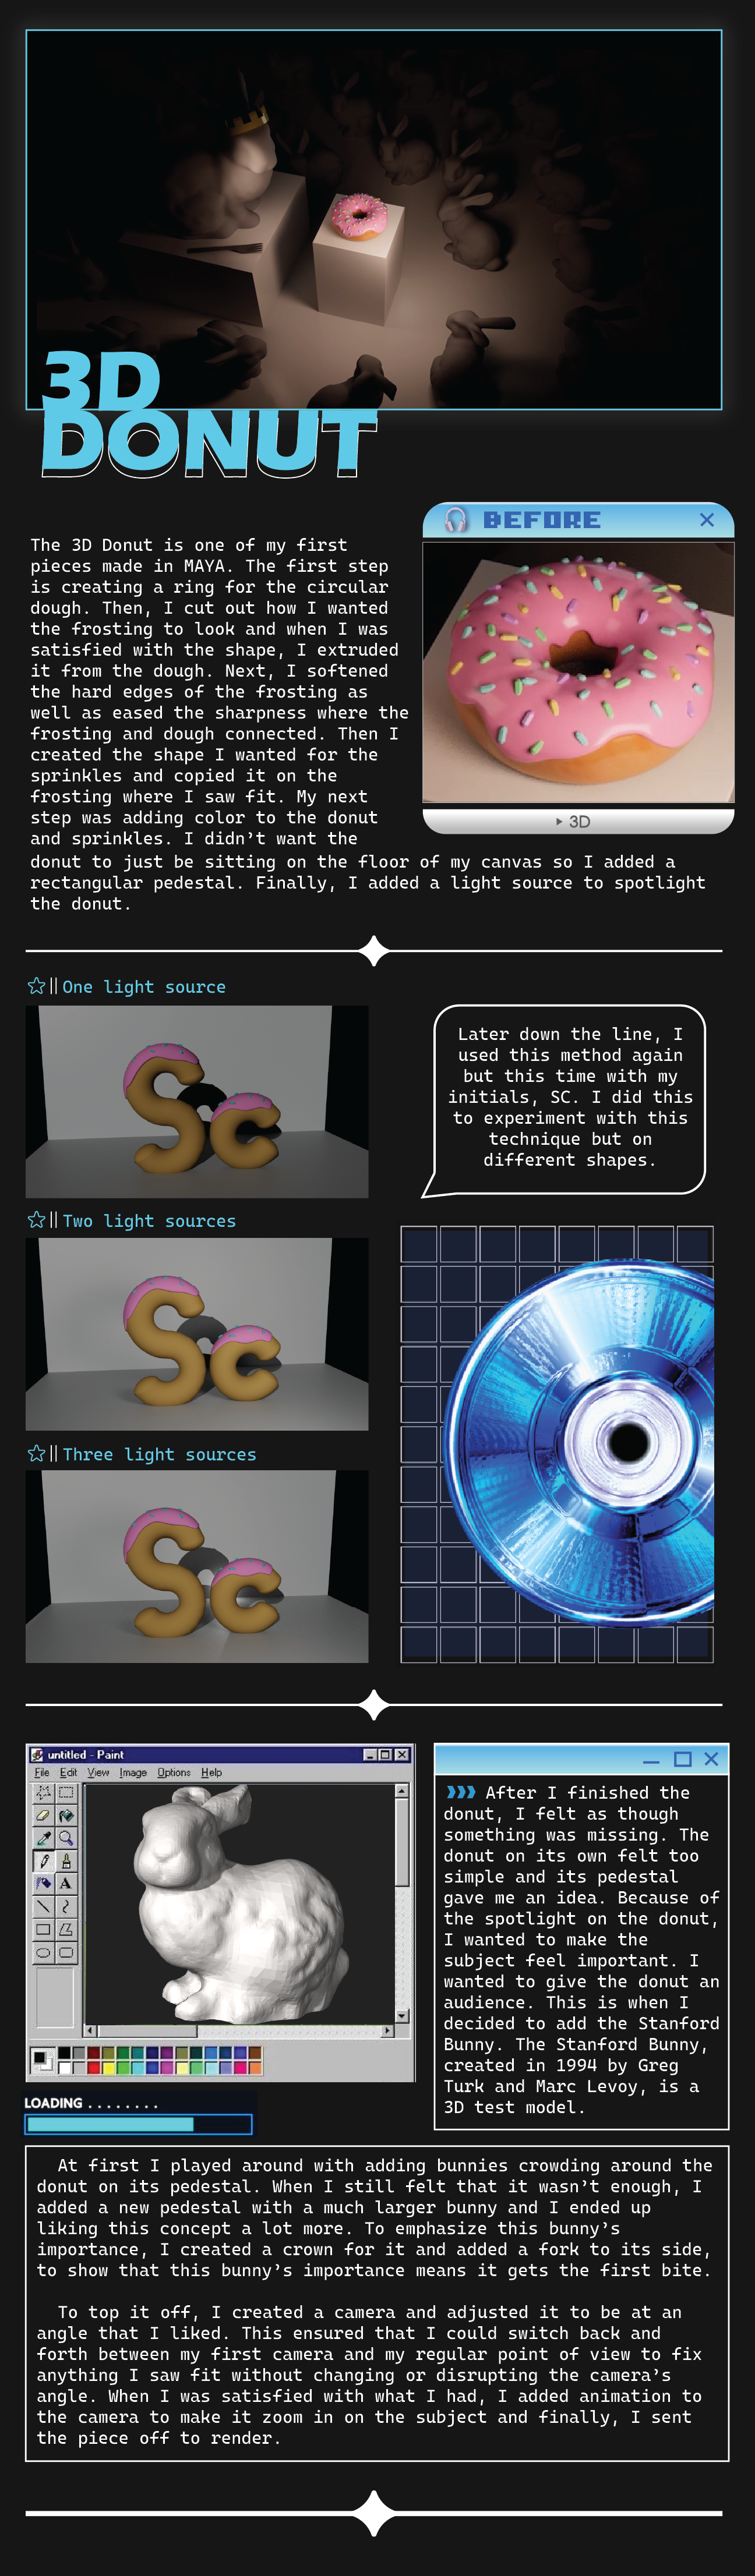 3D
DONUT
BEFORE
The 3D Donut is one of my first
pieces made in MAYA. The first step
is creating a ring for the circular
dough. Then, I cut out how I wanted
the frosting to look and when I was
satisfied with the shape, I extruded
it from the dough. Next, I softened
the hard edges of the frosting as
well as eased the sharpness where the
frosting and dough connected. Then I
created the shape I wanted for the
sprinkles and copied it on the
frosting where I saw fit. My next
step was adding color to the donut
and sprinkles. I didn’t want the
donut to just be sitting on the floor of my canvas so I added a
rectangular pedestal. Finally, I added a light source to spotlight
the donut.
3D
One light source
Sc
Later down the line, I
used this method again
but this time with my
initials, SC. I did this
to experiment with this
technique but on
different shapes.
Two light sources
Sc
Three light sources
Sc
untitled - Paint
File Edit View Image Options Help
A
After I finished the
donut, I felt as though
something was missing. The
donut on its own felt too
simple and its pedestal
gave me an idea. Because of
the spotlight on the donut,
I wanted to make the
subject feel important. I
wanted to give the donut an
audience. This is when I
decided to add the Stanford
Bunny. The Stanford Bunny,
created in 1994 by Greg
Turk and Marc Levoy, is a
3D test model.
LOADING ........
At first I played around with adding bunnies crowding around the
donut on its pedestal. When I still felt that it wasn’t enough, I
added a new pedestal with a much larger bunny and I ended up
liking this concept a lot more. To emphasize this bunny’s
importance, I created a crown for it and added a fork to its side,
to show that this bunny’s importance means it gets the first bite.
To top it off, I created a camera and adjusted it to be at an
angle that I liked. This ensured that I could switch back and
forth between my first camera and my regular point of view to fix
anything I saw fit without changing or disrupting the camera’s
angle. When I was satisfied with what I had, I added animation to
the camera to make it zoom in on the subject and finally, I sent
the piece off to render.